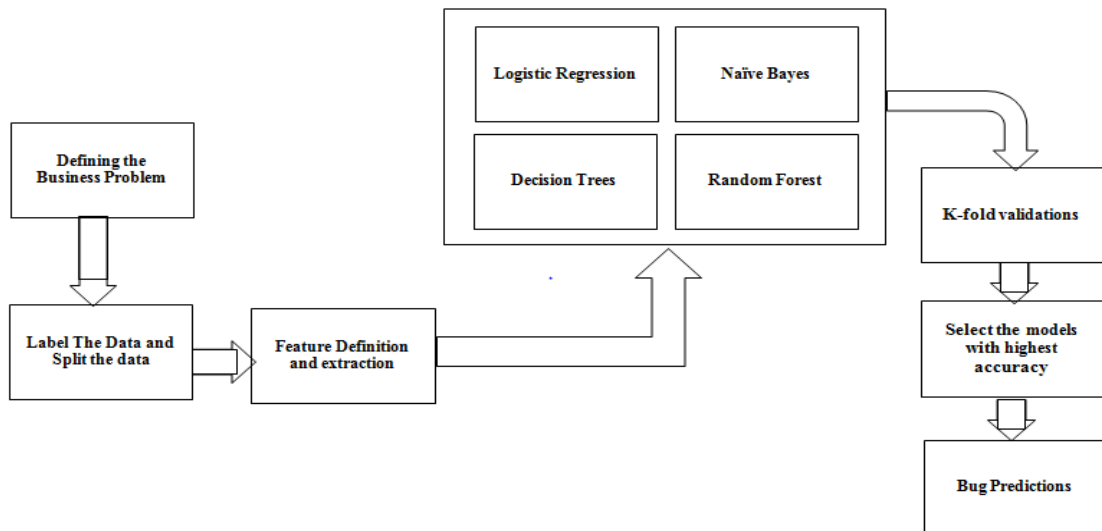 Defining the
Business Problem
Label The Data and
Split the data
Feature Definition
and extraction
Logistic Regression
Naïve Bayes
Decision Trees
Random Forest
K-fold validations
Select the models
with highest
accuracy
Bug Predictions